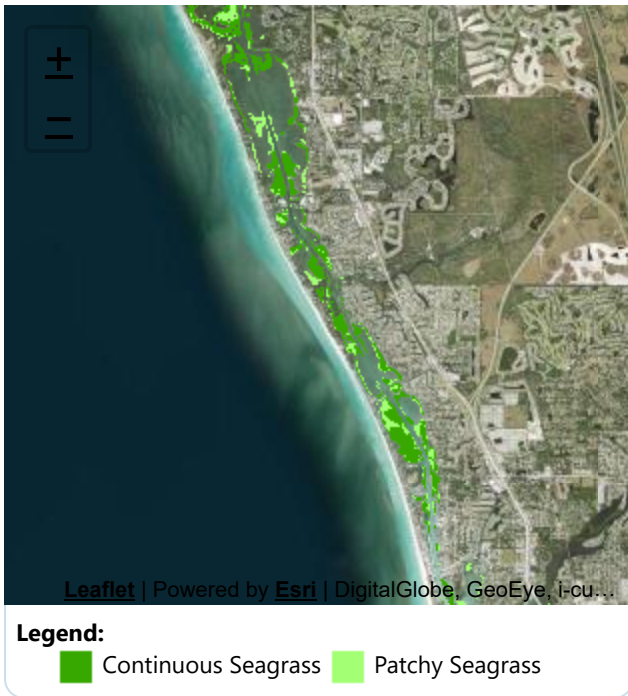 +
−
Leaflet | Powered by Esri | DigitalGlobe, GeoEye, i-cu…
Legend:
Continuous Seagrass Patchy Seagrass